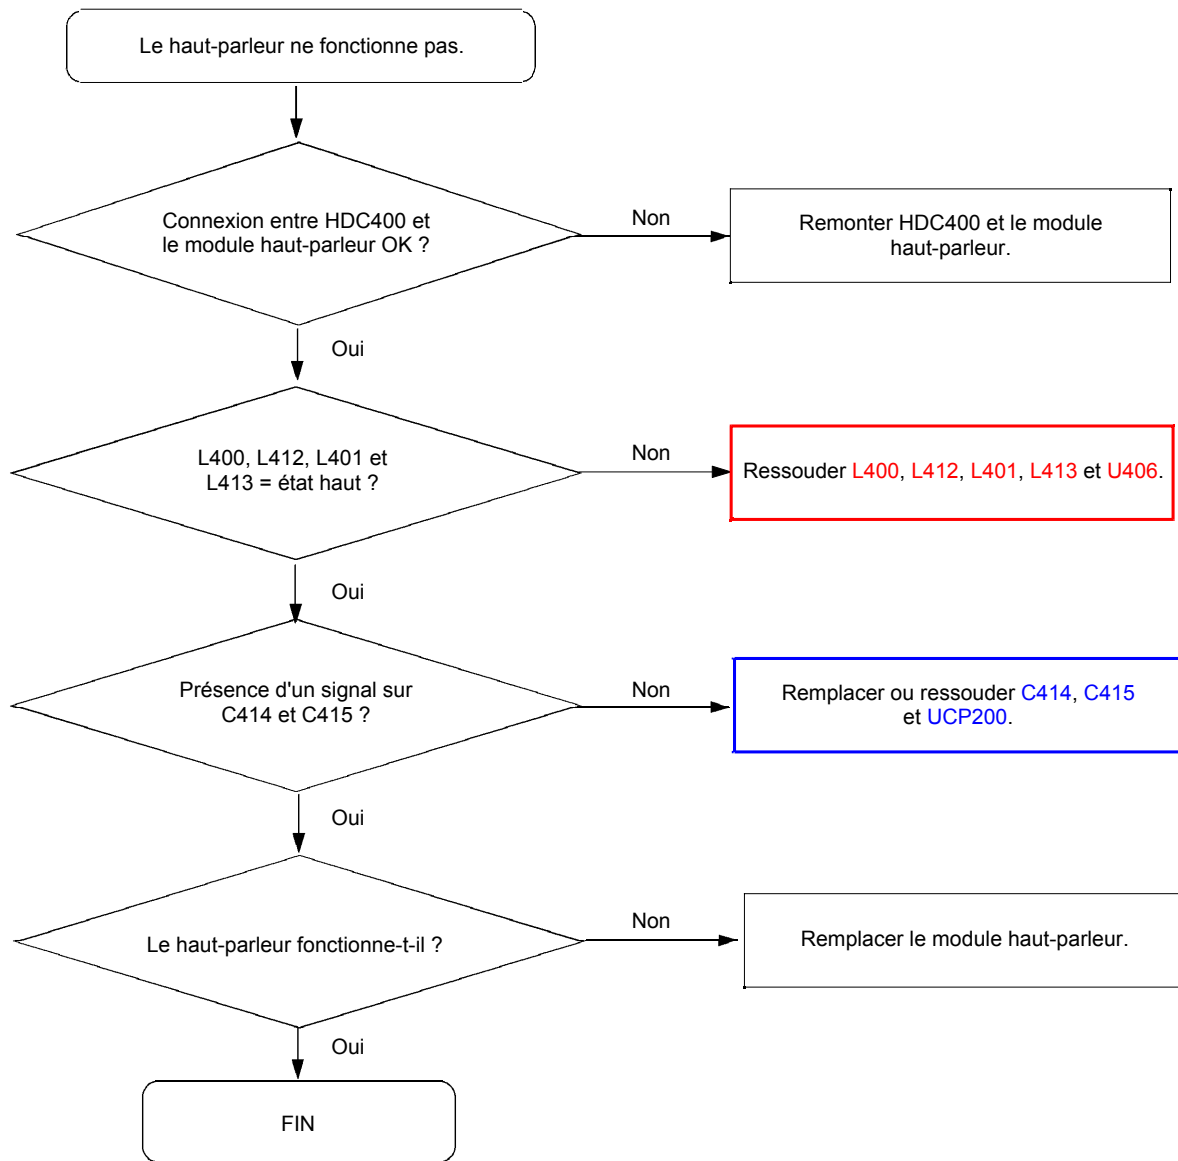 Le haut-parleur ne fonctionne pas.
Connexion entre HDC400 et
le module haut-parleur OK ?
Non
Remonter HDC400 et le module
haut-parleur.
Oui
L400, L412, L401 et
L413 = état haut ?
Non
Ressouder L400, L412, L401, L413 et U406.
Oui
Présence d'un signal sur
C414 et C415 ?
Non
Remplacer ou ressouder C414, C415
et UCP200.
Oui
Le haut-parleur fonctionne-t-il ?
Non
Remplacer le module haut-parleur.
Oui
FIN